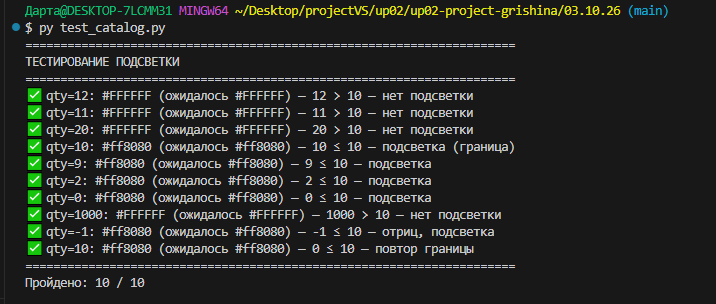 Дарта@DESKTOP-7LCMM31 MINGW64 ~/Desktop/projectVS/up02/up02-project-grishina/03.10.26 (main)
$ py test_catalog.py
======================================================================
ТЕСТИРОВАНИЕ ПОДСВЕТКИ
======================================================================
✅ qty=12: #FFFFFF (ожидалось #FFFFFF) — 12 > 10 — нет подсветки
✅ qty=11: #FFFFFF (ожидалось #FFFFFF) — 11 > 10 — нет подсветки
✅ qty=20: #FFFFFF (ожидалось #FFFFFF) — 20 > 10 — нет подсветки
✅ qty=10: #ff8080 (ожидалось #ff8080) — 10 ≤ 10 — подсветка (граница)
✅ qty=9: #ff8080 (ожидалось #ff8080) — 9 ≤ 10 — подсветка
✅ qty=2: #ff8080 (ожидалось #ff8080) — 2 ≤ 10 — подсветка
✅ qty=0: #ff8080 (ожидалось #ff8080) — 0 ≤ 10 — подсветка
✅ qty=1000: #FFFFFF (ожидалось #FFFFFF) — 1000 > 10 — нет подсветки
✅ qty=-1: #ff8080 (ожидалось #ff8080) — -1 ≤ 10 — отриц, подсветка
✅ qty=10: #ff8080 (ожидалось #ff8080) — 0 ≤ 10 — повтор границы
======================================================================
Пройдено: 10 / 10